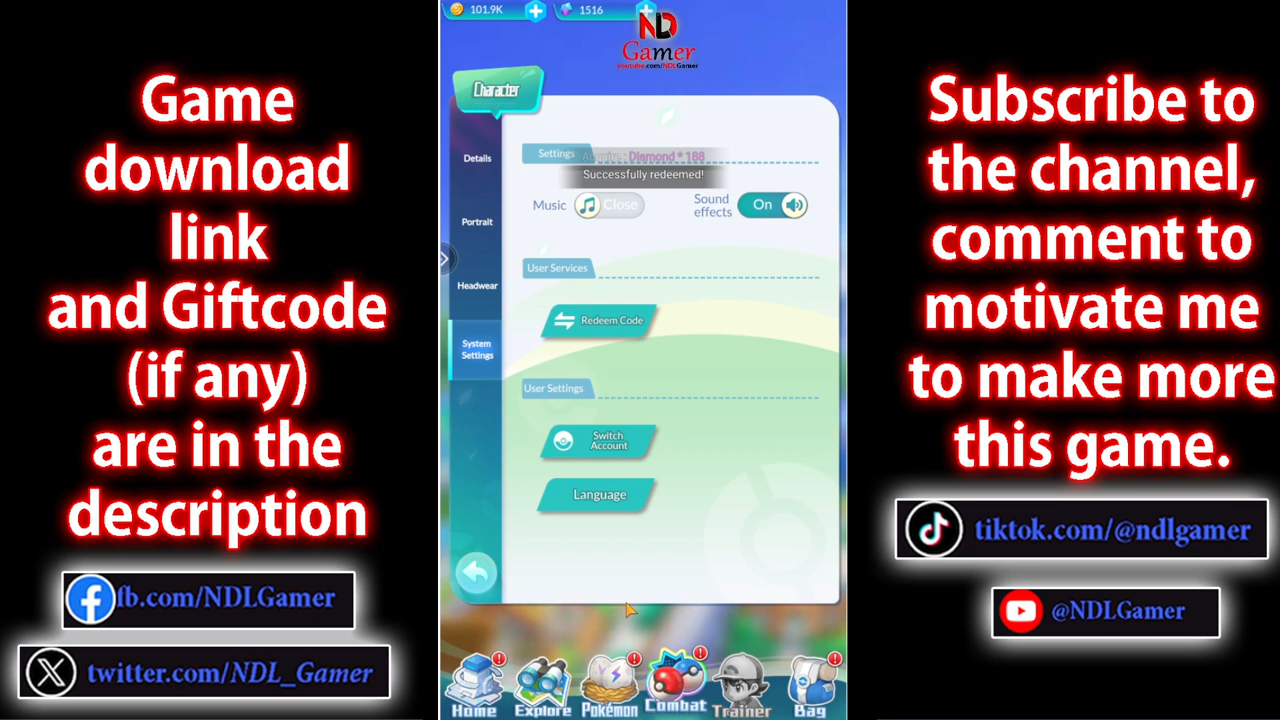 Game
download
link
and Giftcode
(if any)
are in the
description
fb.com/NDLGamer
twitter.com/NDL_Gamer
101.9K
1516
ND
Gamer
youtube.com/NDLGamer
Character
Details
Portrait
Headwear
System
Settings
Settings
Diamond * 188
Successfully redeemed!
Music
Close
Sound
effects
On
User Services
Redeem Code
User Settings
Switch
Account
Language
Home
Explore
Pokémon
Combat
Trainer
Bag
Subscribe to
the channel,
comment to
motivate me
to make more
this game.
tiktok.com/@ndlgamer
@NDLGamer